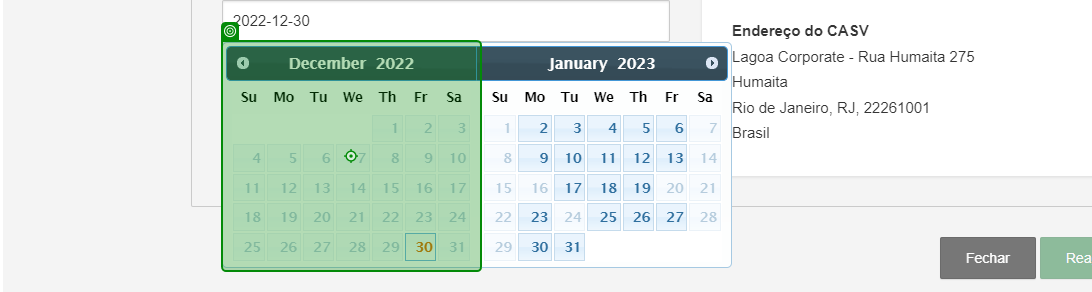 2022-12-30
December 2022
Su Mo Tu We Th Fr Sa
1 2 3
4 5 6 7 8 9 10
11 12 13 14 15 16 17
18 19 20 21 22 23 24
25 26 27 28 29 30 31
January 2023
Su Mo Tu We Th Fr Sa
1 2 3 4 5 6 7
8 9 10 11 12 13 14
15 16 17 18 19 20 21
22 23 24 25 26 27 28
29 30 31
Endereço do CASV
Lagoa Corporate - Rua Humaita 275
Humaita
Rio de Janeiro, RJ, 22261001
Brasil
Fechar
Rea